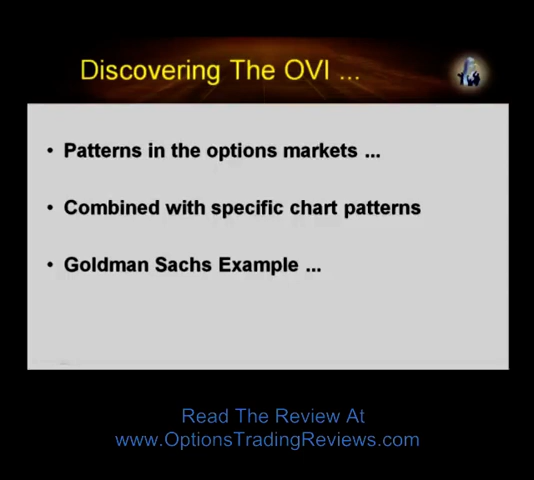 Discovering The OVI ...
• Patterns in the options markets ...
• Combined with specific chart patterns
• Goldman Sachs Example ...
Read The Review At
www.OptionsTradingReviews.com